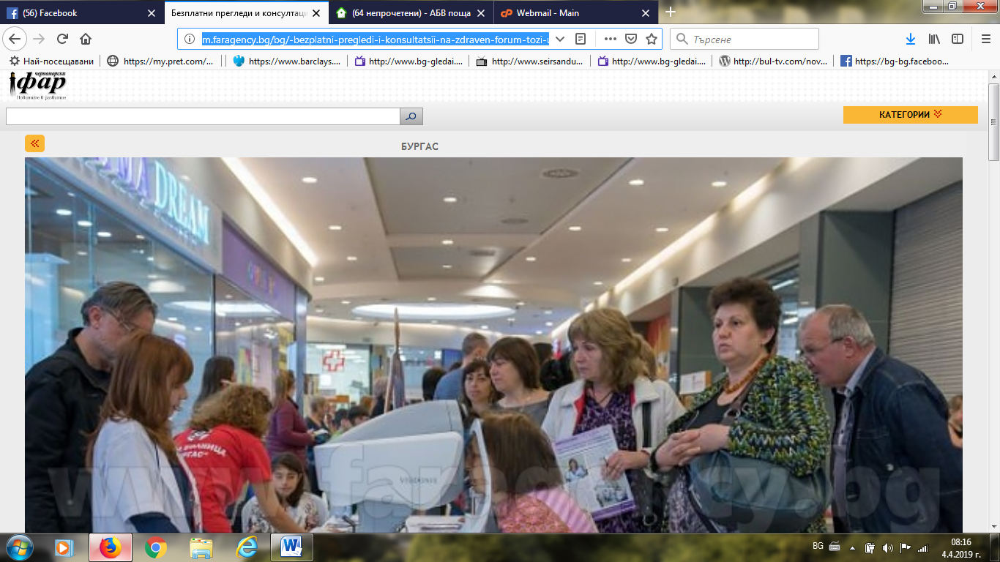 (56) Facebook
Безплатни прегледи и консултаци
(64 непрочетени) - АБВ поща
Webmail - Main
m.faragency.bg/bg/-bezplatni-pregledi-i-konsultatsii-na-zdraven-forum-tozi-u
Търсене
Най-посещавани
https://my.pret.com/...
https://www.barclays....
http://www.bg-gledai....
http://www.seirsandu...
http://www.bg-gledai....
http://bul-tv.com/nov...
https://bg-bg.faceboo...
черноморски
фар
Новините в развитие
КАТЕГОРИИ
БУРГАС
DREAM
БОЛНИЦА
www.faragency.bg
BG
08:16
4.4.2019 г.